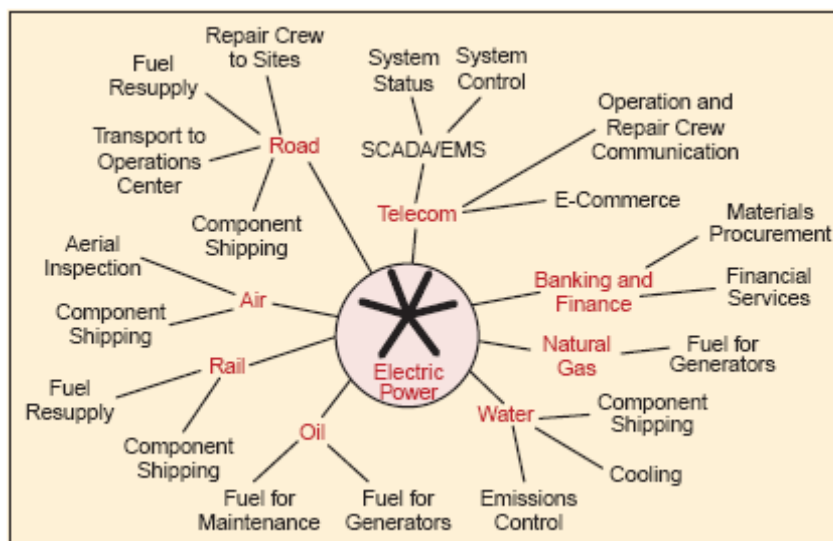 Repair Crew
to Sites
Fuel
Resupply
Transport to
Operations
Center
Road
Component
Shipping
System
Status
System
Control
SCADA/EMS
Operation and
Repair Crew
Communication
Telecom
E-Commerce
Materials
Procurement
Banking and
Finance
Financial
Services
Aerial
Inspection
Air
Component
Shipping
Natural
Gas
Fuel for
Generators
Rail
Fuel
Resupply
Component
Shipping
Electric
Power
Water
Component
Shipping
Cooling
Emissions
Control
Oil
Fuel for
Maintenance
Fuel for
Generators